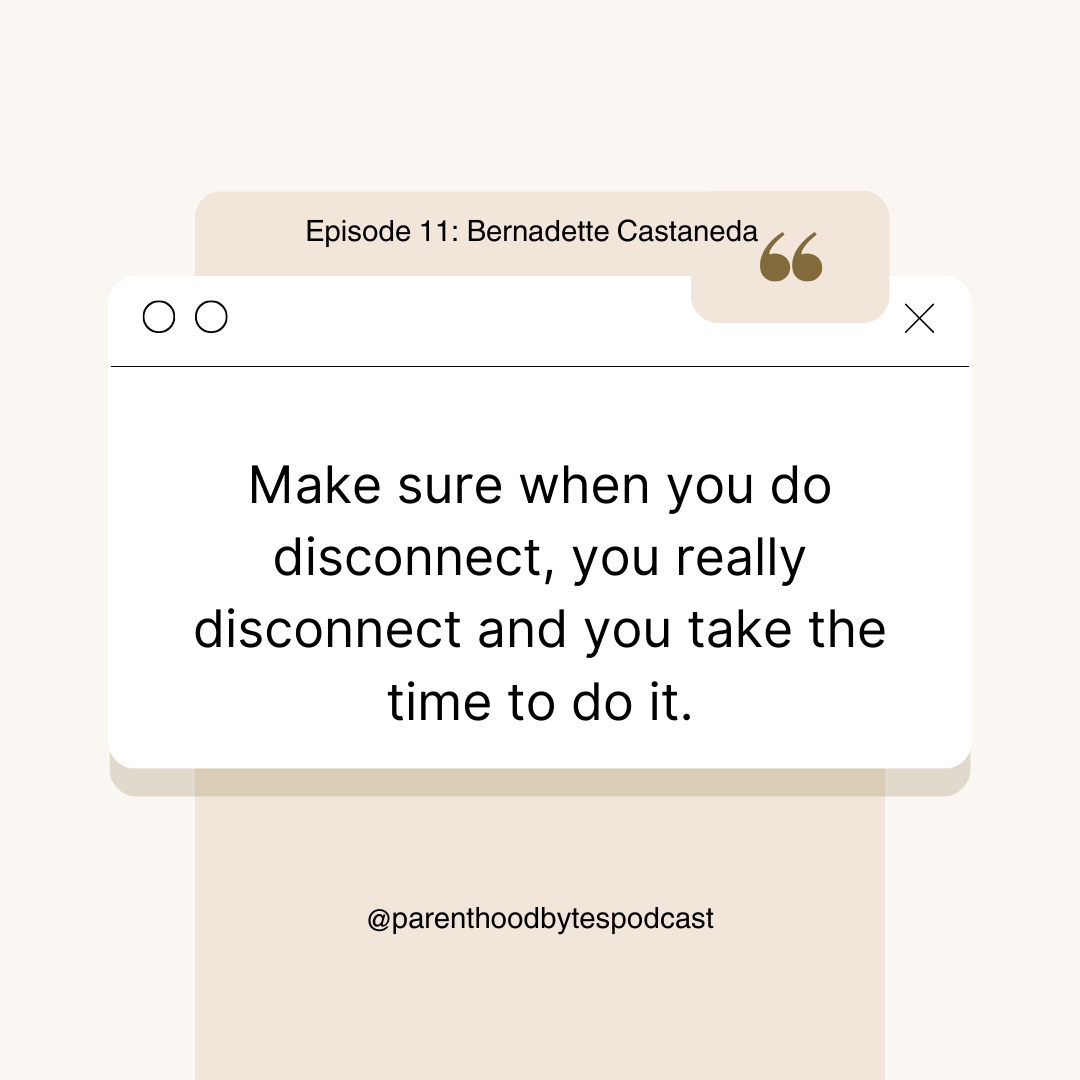 Episode 11: Bernadette Castaneda
Make sure when you do
disconnect, you really
disconnect and you take the
time to do it.
@parenthoodbytespodcast